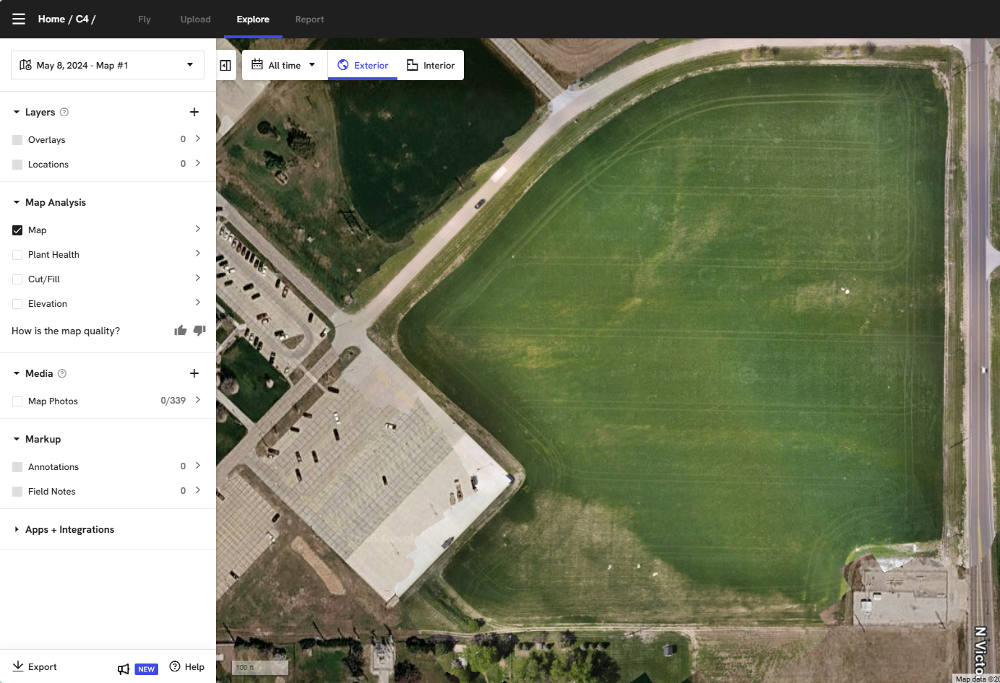 Home / C4 /
Fly
Upload
Explore
Report
May 8, 2024 - Map #1
All time
Exterior
Interior
Layers
Overlays 0
Locations 0
Map Analysis
Map
Plant Health
Cut/Fill
Elevation
How is the map quality?
Media
Map Photos 0/339
Markup
Annotations 0
Field Notes 0
Apps + Integrations
Export
NEW
Help
100 ft
N Victo
Map data ©20